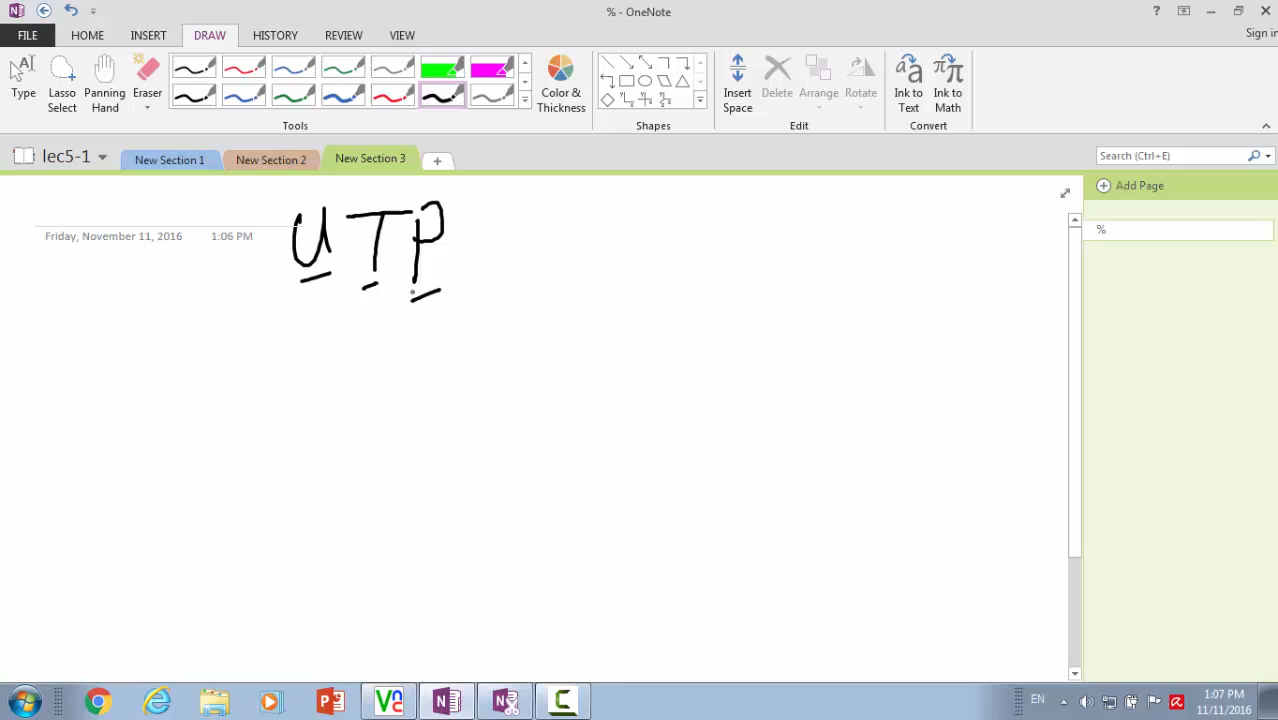 % - OneNote
?
Sign in
FILE HOME INSERT DRAW HISTORY REVIEW VIEW
Type
Lasso Select
Panning Hand
Eraser
Color & Thickness
Insert Space
Delete
Arrange
Rotate
Ink to Text
Ink to Math
Tools
Shapes
Edit
Convert
lec5-1
New Section 1
New Section 2
New Section 3
Search (Ctrl+E)
Add Page
%
UTP
Friday, November 11, 2016 1:06 PM
EN
1:07 PM
11/11/2016